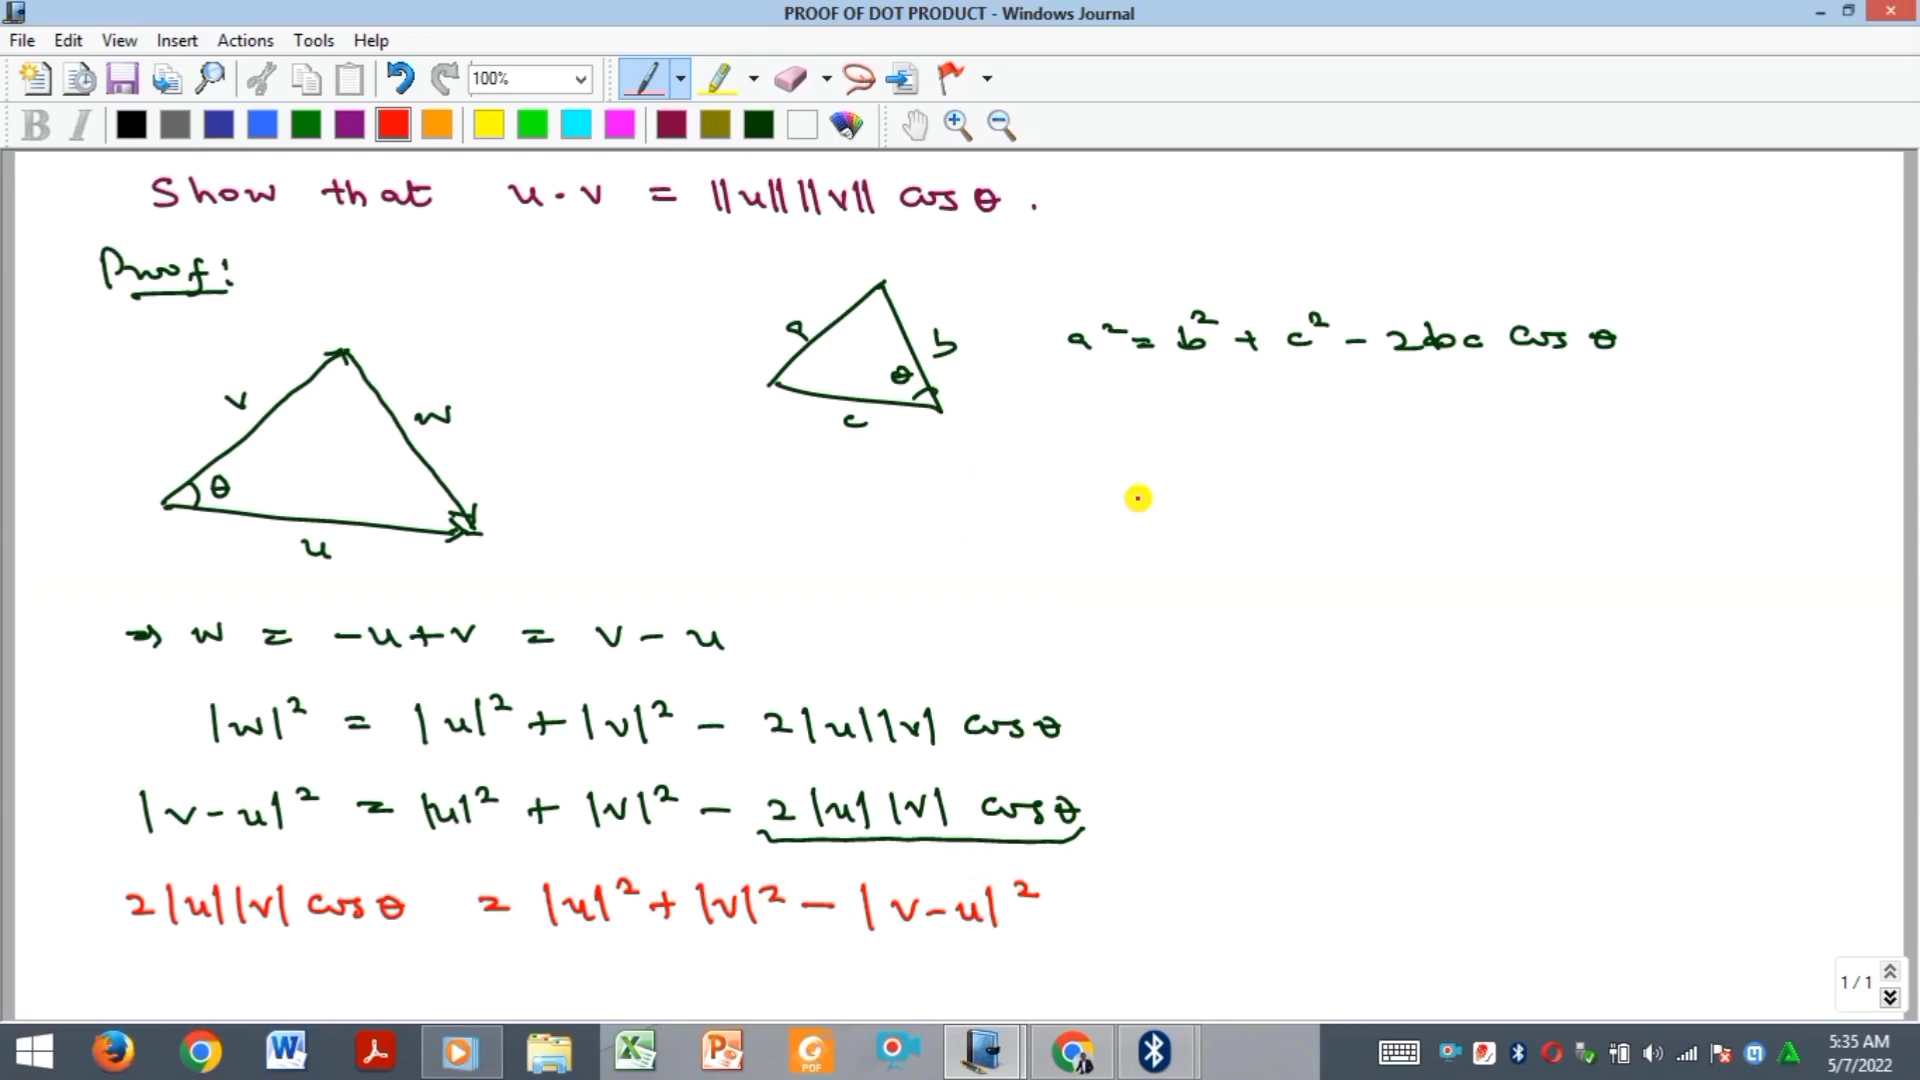 PROOF OF DOT PRODUCT - Windows Journal
File Edit View Insert Actions Tools Help
100%
B I
Show that u · v = ||u|| ||v|| cos θ .
Proof:
a b θ c
a² = b² + c² - 2bc cos θ
v w θ u
⇒ w = -u+v = v - u
|w|² = |u|² + |v|² - 2|u||v| cos θ
|v-u|² = |u|² + |v|² - 2|u||v| cos θ
2|u||v| cos θ = |u|² + |v|² - |v-u|²
1 / 1
PDF
5:35 AM
5/7/2022